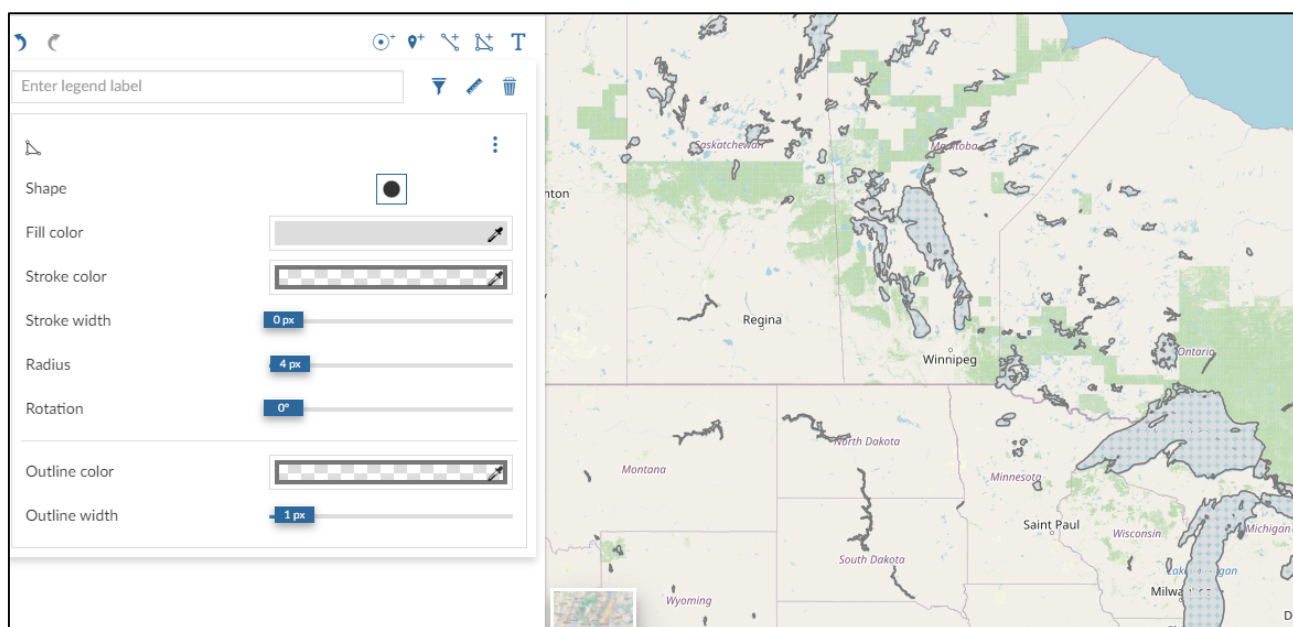 T
Enter legend label
Shape
Fill color
Stroke color
Stroke width
0 px
Radius
4 px
Rotation
0°
Outline color
Outline width
1 px
Saskatchewan
Manitoba
nton
Regina
Winnipeg
Ontario
North Dakota
Montana
Minnesota
Saint Paul
Wisconsin
Michigan
South Dakota
Wyoming
D